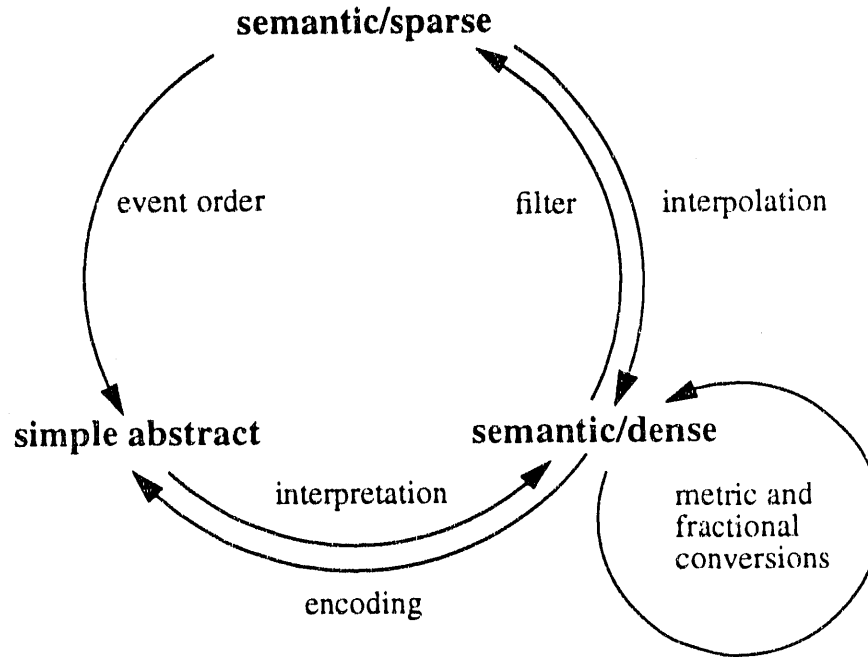 semantic/sparse
event order
filter
interpolation
simple abstract
semantic/dense
interpretation
metric and
fractional
conversions
encoding